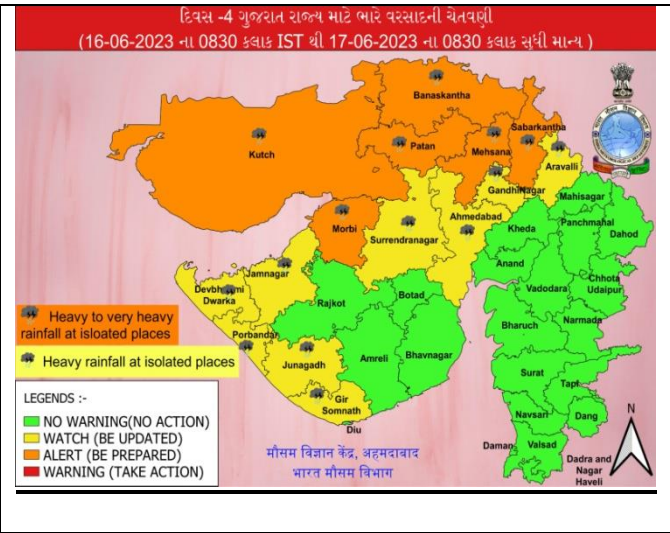 દિવસ -4 ગુજરાત રાજ્ય માટે ભારે વરસાદની ચેતવણી
(16-06-2023 ના 0830 કલાક IST થી 17-06-2023 ના 0830 કલાક સુધી માન્ય )
Banaskantha
Kutch
Patan
Mehsana
Sabarkantha
Aravalli
GandhiNagar
Morbi
Surrendranagar
Ahmedabad
Mahisagar
Kheda
Panchmahal
Dahod
Anand
Jamnagar
Devbhoomi
Dwarka
Rajkot
Botad
Vadodara
Chhota
Udaipur
Porbandar
Junagadh
Amreli
Bhavnagar
Bharuch
Narmada
Gir
Somnath
Diu
Surat
Tapi
Navsari
Dang
Daman
Valsad
Dadra and
Nagar
Haveli
N
Heavy to very heavy
rainfall at isloated places
Heavy rainfall at isolated places
LEGENDS :-
NO WARNING(NO ACTION)
WATCH (BE UPDATED)
ALERT (BE PREPARED)
WARNING (TAKE ACTION)
मौसम विज्ञान केंद्र, अहमदाबाद
भारत मौसम विभाग